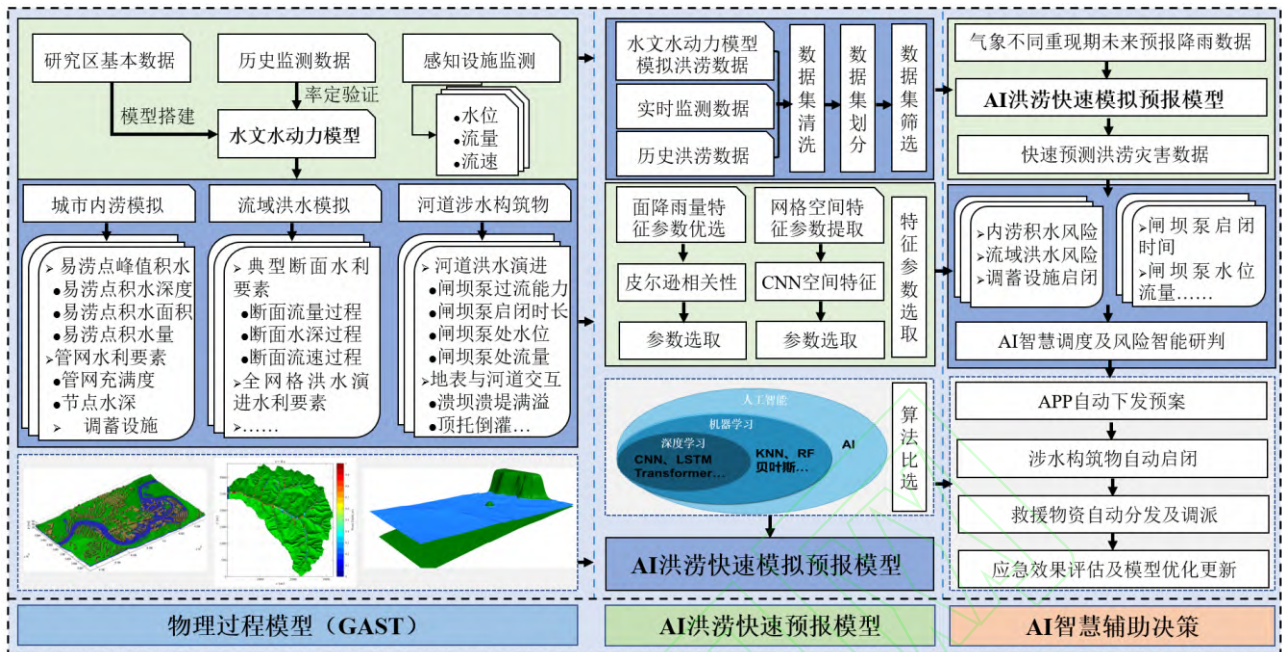 研究区基本数据
历史监测数据
感知设施监测
模型搭建
率定验证
水文水动力模型
●水位
●流量
●流速
城市内涝模拟
流域洪水模拟
河道涉水构筑物
➢易涝点峰值积水
●易涝点积水深度
●易涝点积水面积
●易涝点积水量
➢管网水利要素
●管网充满度
●节点水深
➢ 调蓄设施
➢典型断面水利
要素
●断面流量过程
●断面水深过程
●断面流速过程
➢全网格洪水演
进水利要素
➢……
➢河道洪水演进
●闸坝泵过流能力
●闸坝泵启闭时长
●闸坝泵处水位
●闸坝泵处流量
➢地表与河道交互
●溃坝溃堤满溢
●顶托倒灌…
物理过程模型（GAST）
水文水动力模型
模拟洪涝数据
实时监测数据
历史洪涝数据
数据集清洗
数据集划分
数据集筛选
面降雨量特
征参数优选
网格空间特
征参数提取
皮尔逊相关性
CNN空间特征
参数选取
参数选取
特征参数选取
人工智能
机器学习
深度学习
CNN、LSTM
Transformer…
KNN、RF
贝叶斯…
AI
算法比选
AI洪涝快速模拟预报模型
AI洪涝快速预报模型
气象不同重现期未来预报降雨数据
AI洪涝快速模拟预报模型
快速预测洪涝灾害数据
➢内涝积水风险
➢流域洪水风险
➢调蓄设施启闭
➢闸坝泵启闭
时间
➢闸坝泵水位
流量……
AI智慧调度及风险智能研判
APP自动下发预案
涉水构筑物自动启闭
救援物资自动分发及调派
应急效果评估及模型优化更新
AI智慧辅助决策